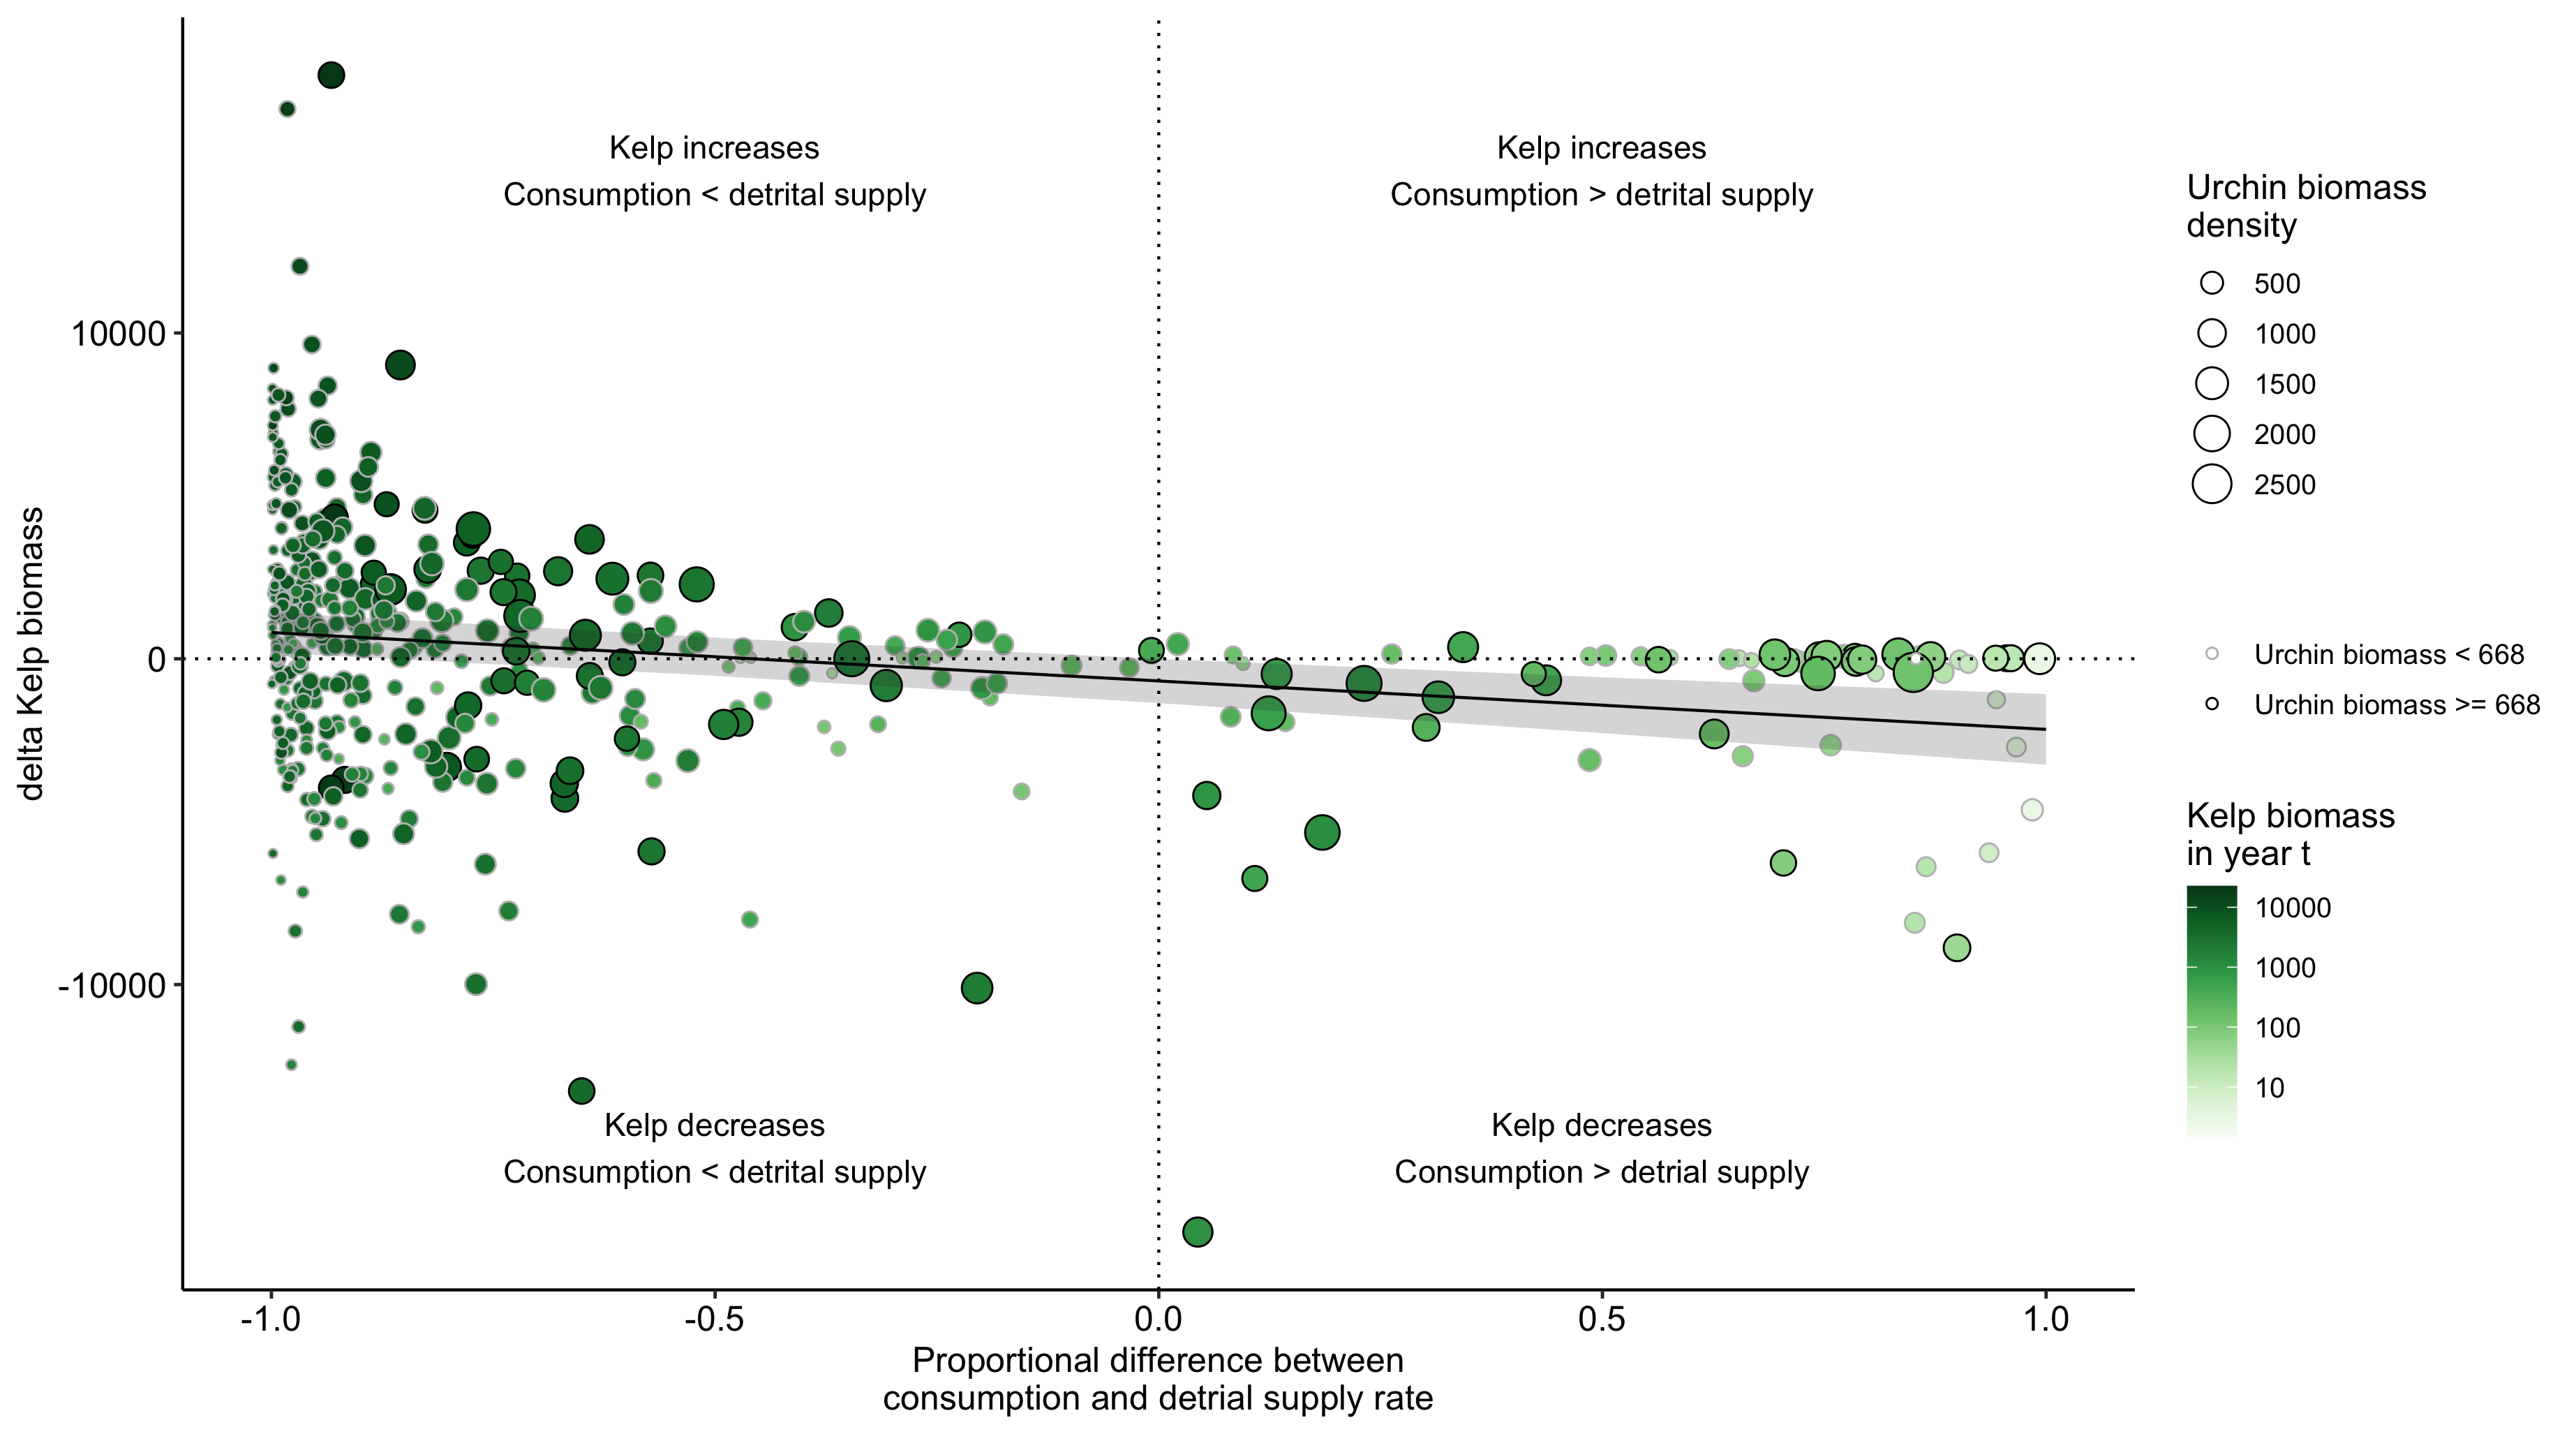 Kelp increases
Consumption < detrital supply
Kelp increases
Consumption > detrital supply
Kelp decreases
Consumption < detrital supply
Kelp decreases
Consumption > detrial supply
delta Kelp biomass
10000
0
-10000
-1.0
-0.5
0.0
0.5
1.0
Proportional difference between
consumption and detrial supply rate
Urchin biomass
density
500
1000
1500
2000
2500
Urchin biomass < 668
Urchin biomass >= 668
Kelp biomass
in year t
10000
1000
100
10